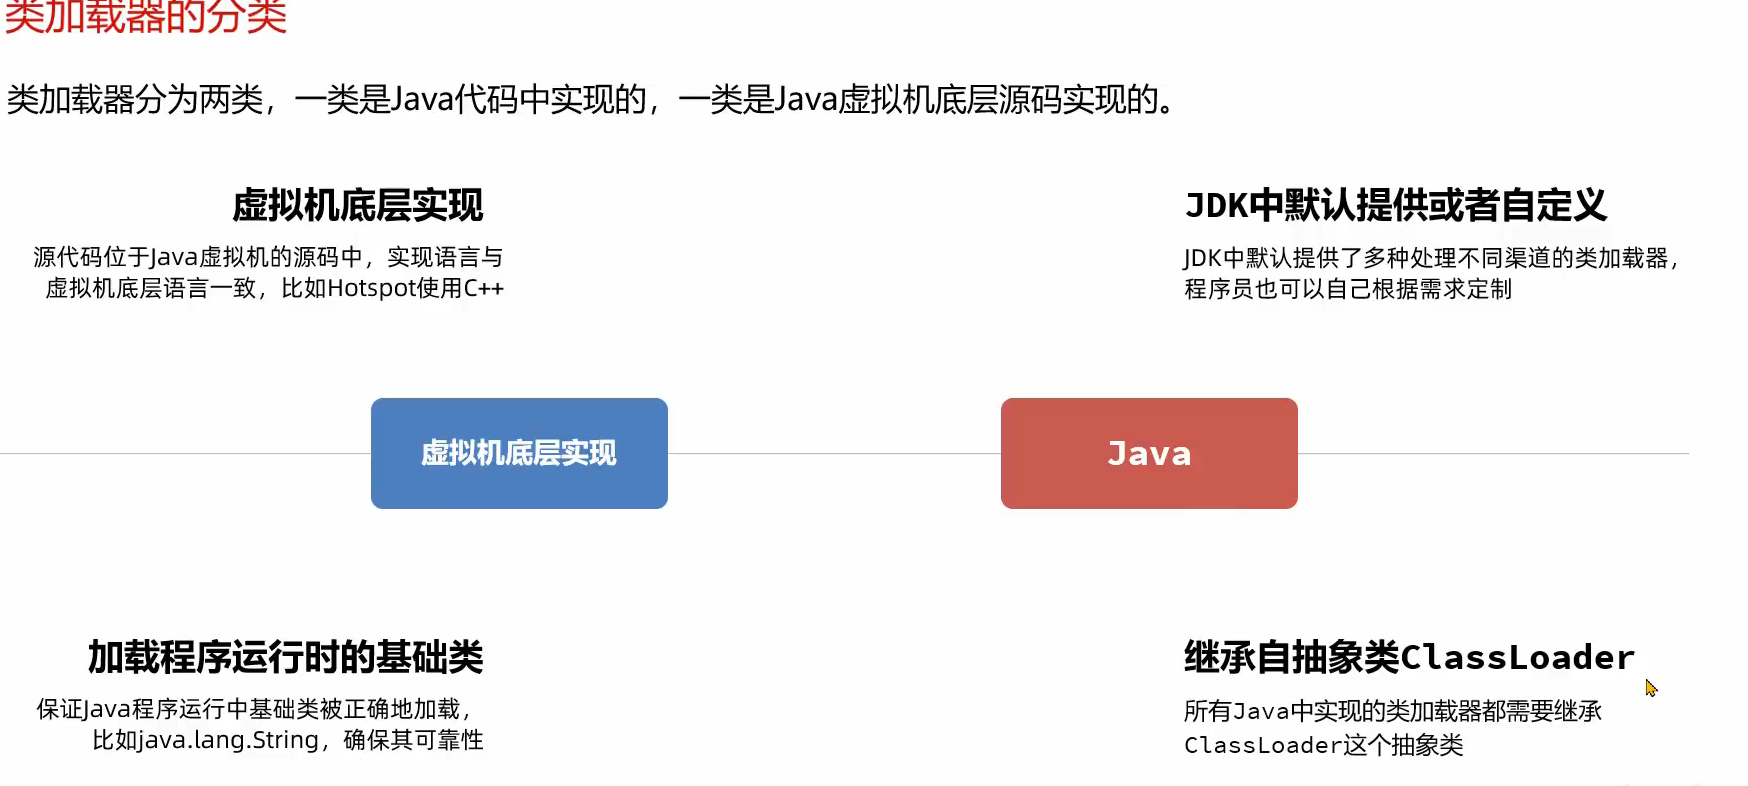 类加载器的分类
类加载器分为两类，一类是Java代码中实现的，一类是Java虚拟机底层源码实现的。
虚拟机底层实现
源代码位于Java虚拟机的源码中，实现语言与
虚拟机底层语言一致，比如Hotspot使用C++
JDK中默认提供或者自定义
JDK中默认提供了多种处理不同渠道的类加载器，
程序员也可以自己根据需求定制
虚拟机底层实现
Java
加载程序运行时的基础类
保证Java程序运行中基础类被正确地加载，
比如java.lang.String，确保其可靠性
继承自抽象类ClassLoader
所有Java中实现的类加载器都需要继承
ClassLoader这个抽象类